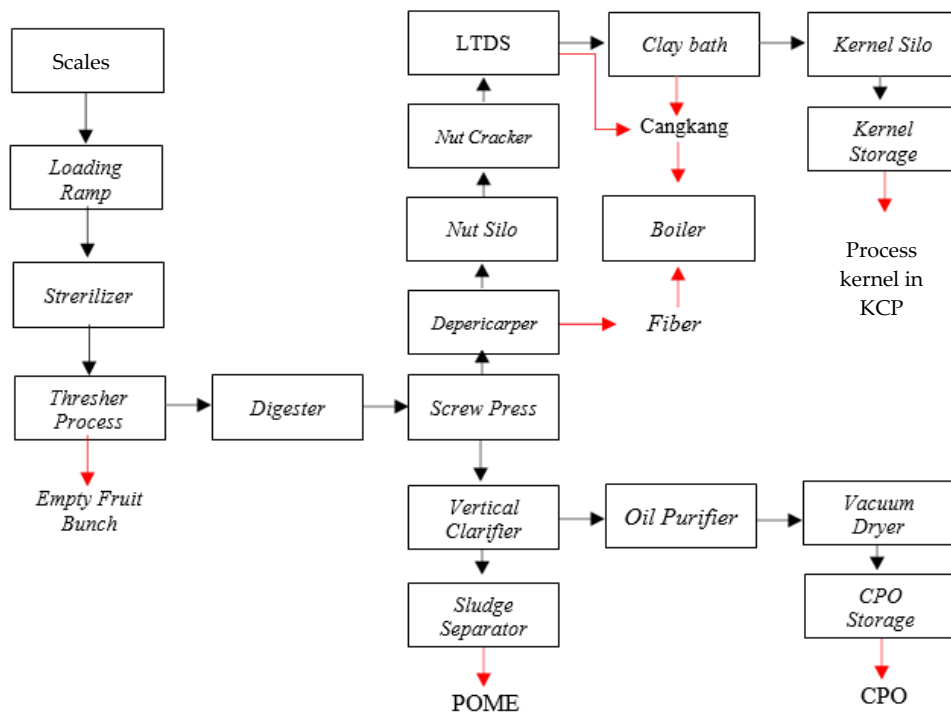 Scales
Loading
Ramp
Strerilizer
Thresher
Process
Empty Fruit
Bunch
Digester
Screw Press
Depericarper
Nut Silo
Nut Cracker
LTDS
Clay bath
Cangkang
Boiler
Fiber
Kernel Silo
Kernel
Storage
Process
kernel in
KCP
Vertical
Clarifier
Sludge
Separator
POME
Oil Purifier
Vacuum
Dryer
CPO
Storage
CPO